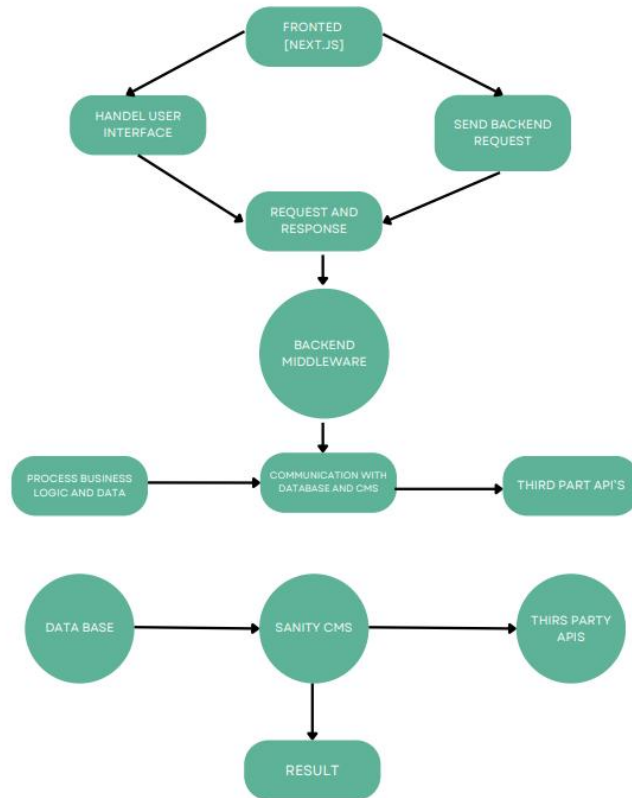 FRONTED
[NEXT.JS]
HANDEL USER
INTERFACE
SEND BACKEND
REQUEST
REQUEST AND
RESPONSE
BACKEND
MIDDLEWARE
PROCESS BUSINESS
LOGIC AND DATA
COMMUNICATION WITH
DATABASE AND CMS
THIRD PART API'S
DATA BASE
SANITY CMS
THIRS PARTY
APIS
RESULT